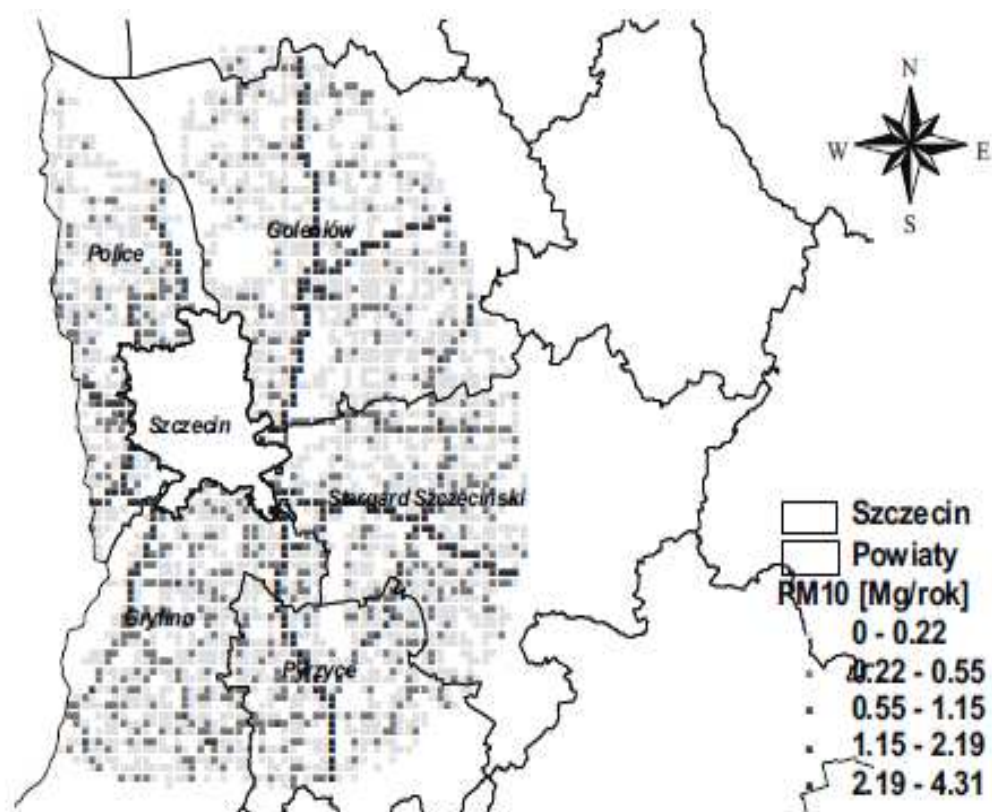 N
W E
S
Goleniów
Police
Szczecin
Stargard Szczeciński
Gryfino
Pyrzyce
Szczecin
Powiaty
PM10 [Mg/rok]
0 - 0.22
0.22 - 0.55
0.55 - 1.15
1.15 - 2.19
2.19 - 4.31